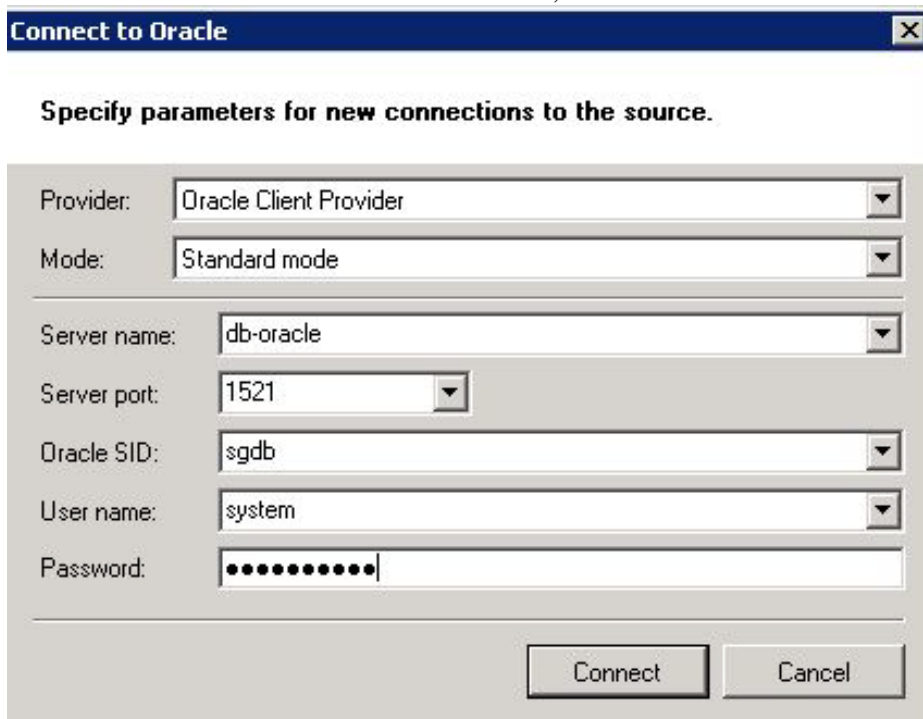 Connect to Oracle
Specify parameters for new connections to the source.
Provider: Oracle Client Provider
Mode: Standard mode
Server name: db-oracle
Server port: 1521
Oracle SID: sgdb
User name: system
Password: ●●●●●●●●●●
Connect Cancel